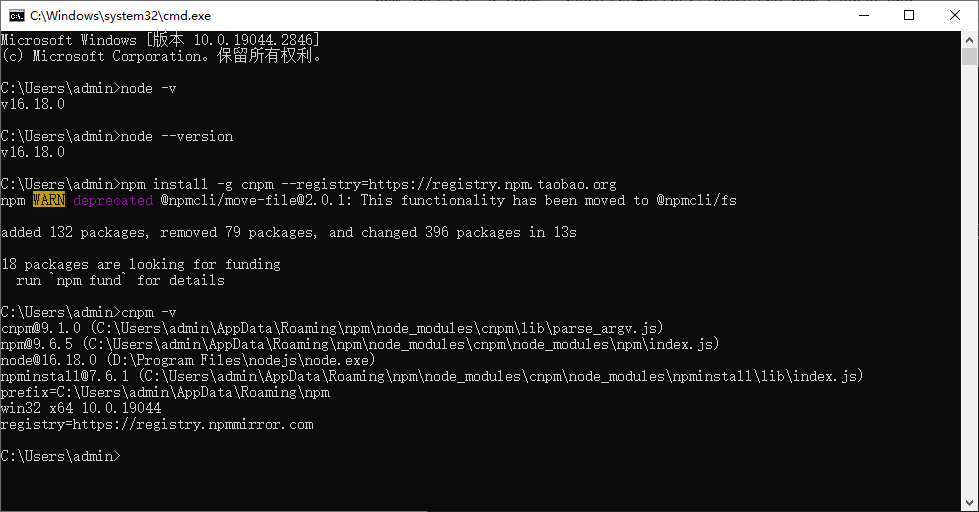 C:\Windows\system32\cmd.exe
Microsoft Windows [版本 10.0.19044.2846]
(c) Microsoft Corporation。保留所有权利。
C:\Users\admin>node -v
v16.18.0
C:\Users\admin>node --version
v16.18.0
C:\Users\admin>npm install -g cnpm --registry=https://registry.npm.taobao.org
npm WARN deprecated @npmcli/move-file@2.0.1: This functionality has been moved to @npmcli/fs
added 132 packages, removed 79 packages, and changed 396 packages in 13s
18 packages are looking for funding
  run `npm fund` for details
C:\Users\admin>cnpm -v
cnpm@9.1.0 (C:\Users\admin\AppData\Roaming\npm\node_modules\cnpm\lib\parse_argv.js)
npm@9.6.5 (C:\Users\admin\AppData\Roaming\npm\node_modules\cnpm\node_modules\npm\index.js)
node@16.18.0 (D:\Program Files\nodejs\node.exe)
npminstall@7.6.1 (C:\Users\admin\AppData\Roaming\npm\node_modules\cnpm\node_modules\npminstall\lib\index.js)
prefix=C:\Users\admin\AppData\Roaming\npm
win32 x64 10.0.19044
registry=https://registry.npmmirror.com
C:\Users\admin>